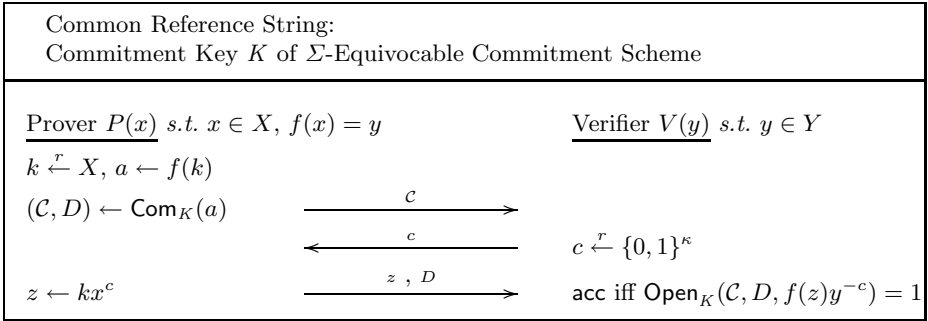 Common Reference String:
Commitment Key K of Σ-Equivocable Commitment Scheme
Prover P(x) s.t. x ∈ X, f(x) = y Verifier V(y) s.t. y ∈ Y
k ←^r X, a ← f(k)
(𝒞, D) ← Com_K(a) 𝒞
c c ←^r {0, 1}^κ
z ← kx^c z , D acc iff Open_K(𝒞, D, f(z)y^{−c}) = 1